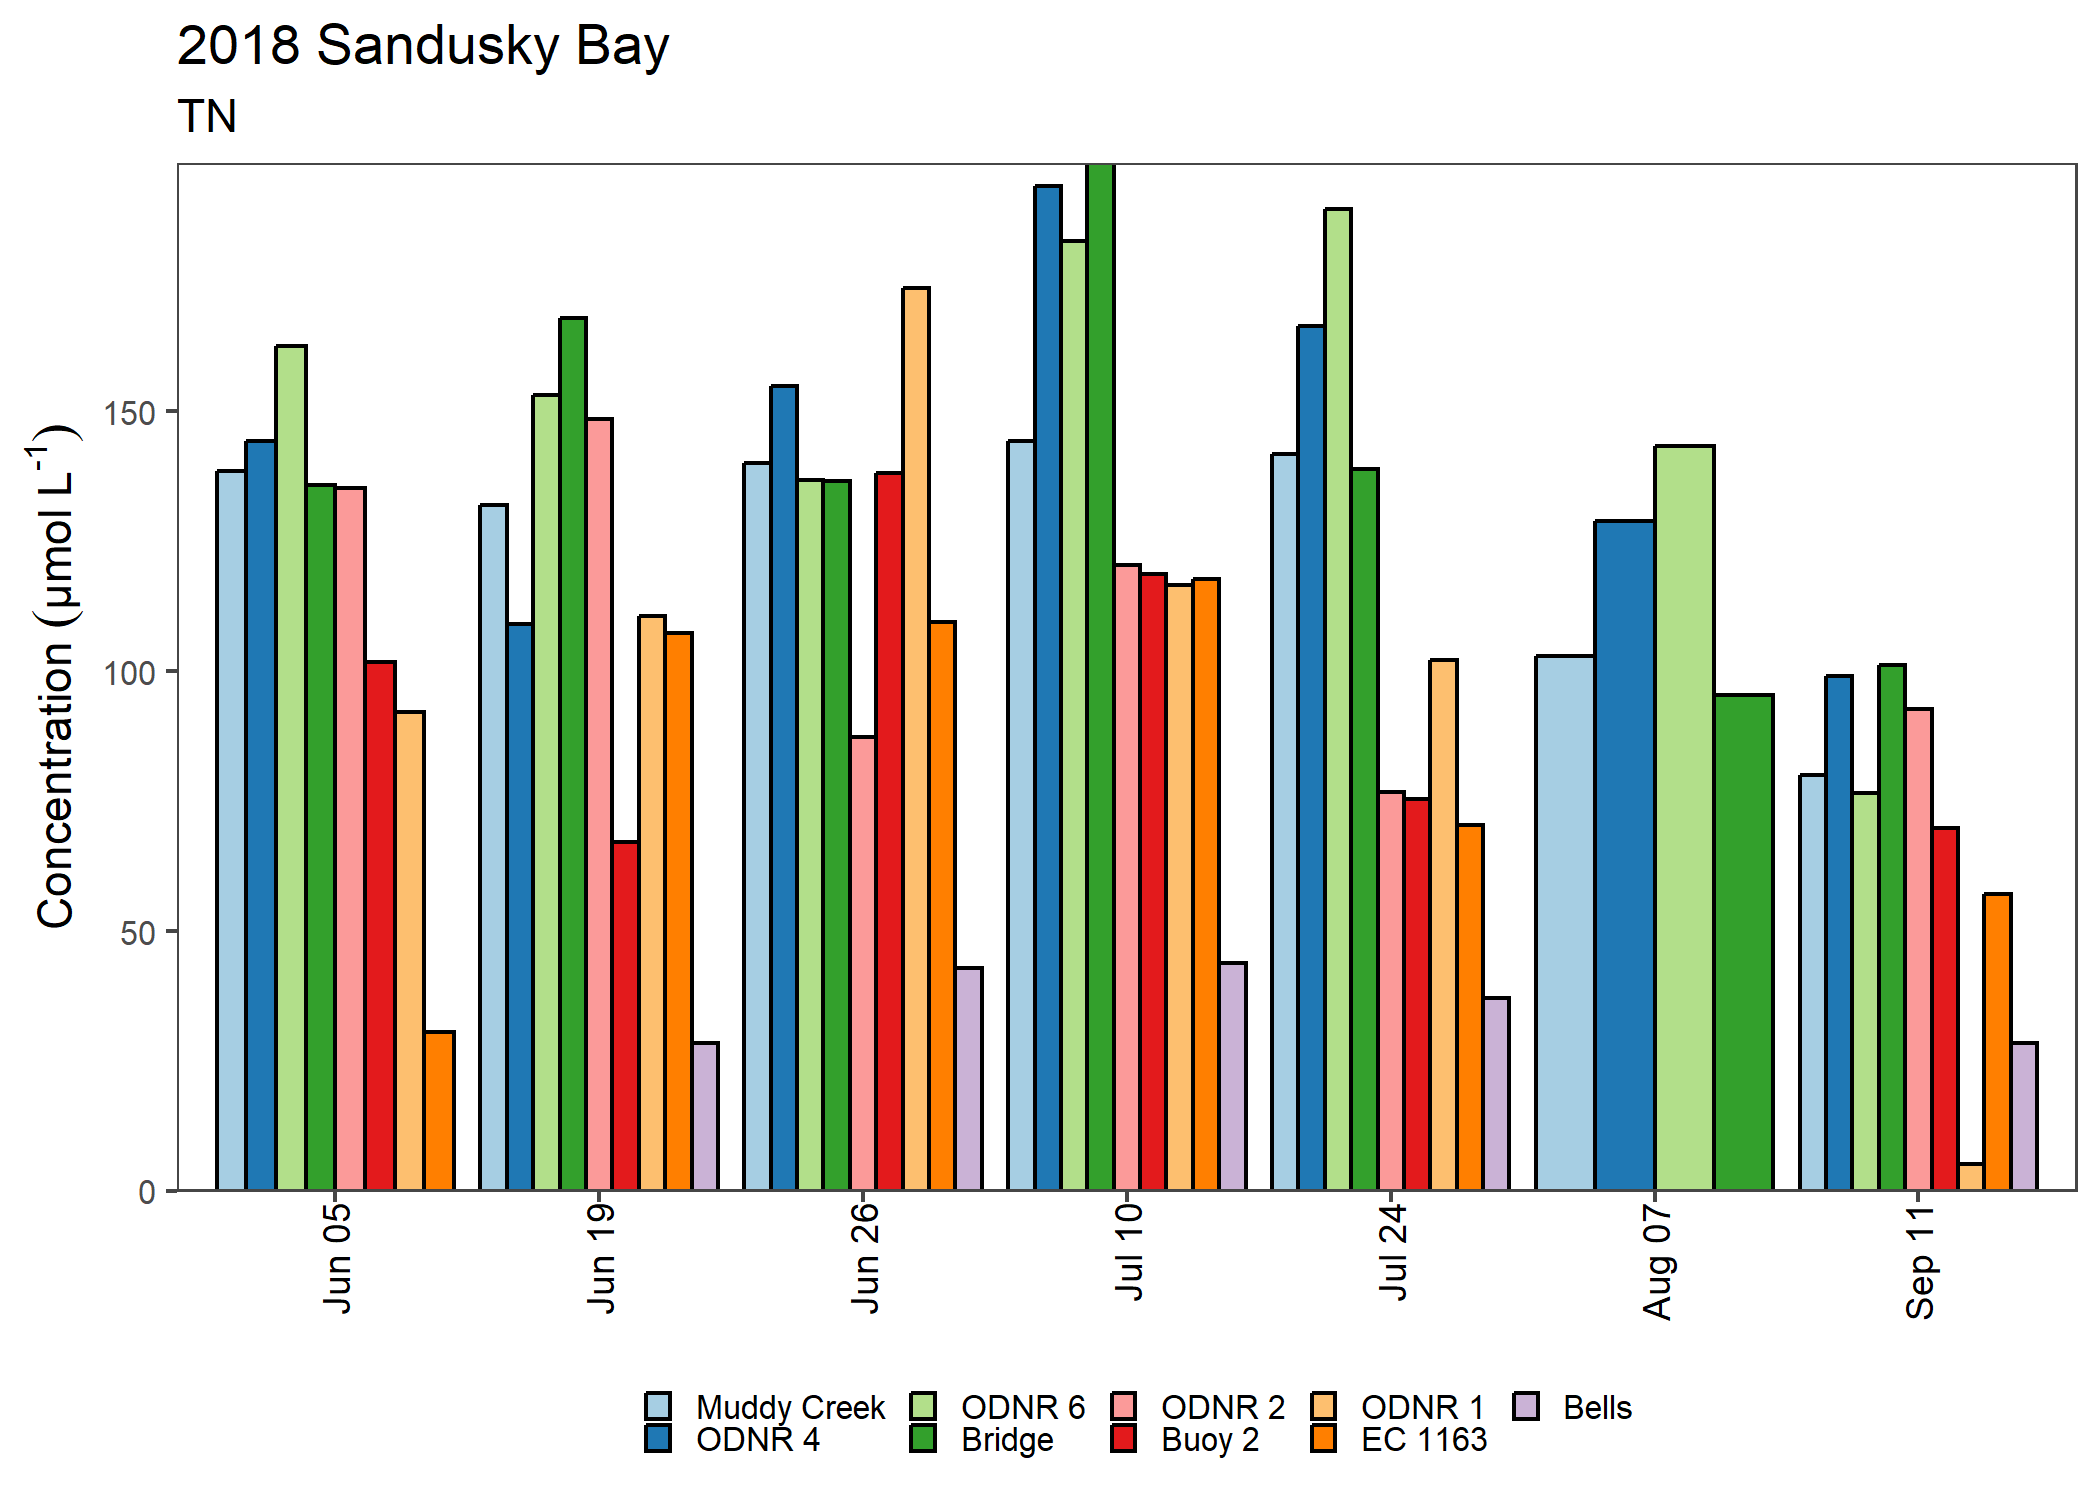 2018 Sandusky Bay
TN
Concentration (µmol L⁻¹)
150
100
50
0
Jun 05
Jun 19
Jun 26
Jul 10
Jul 24
Aug 07
Sep 11
Muddy Creek ODNR 6 ODNR 2 ODNR 1 Bells
ODNR 4 Bridge Buoy 2 EC 1163